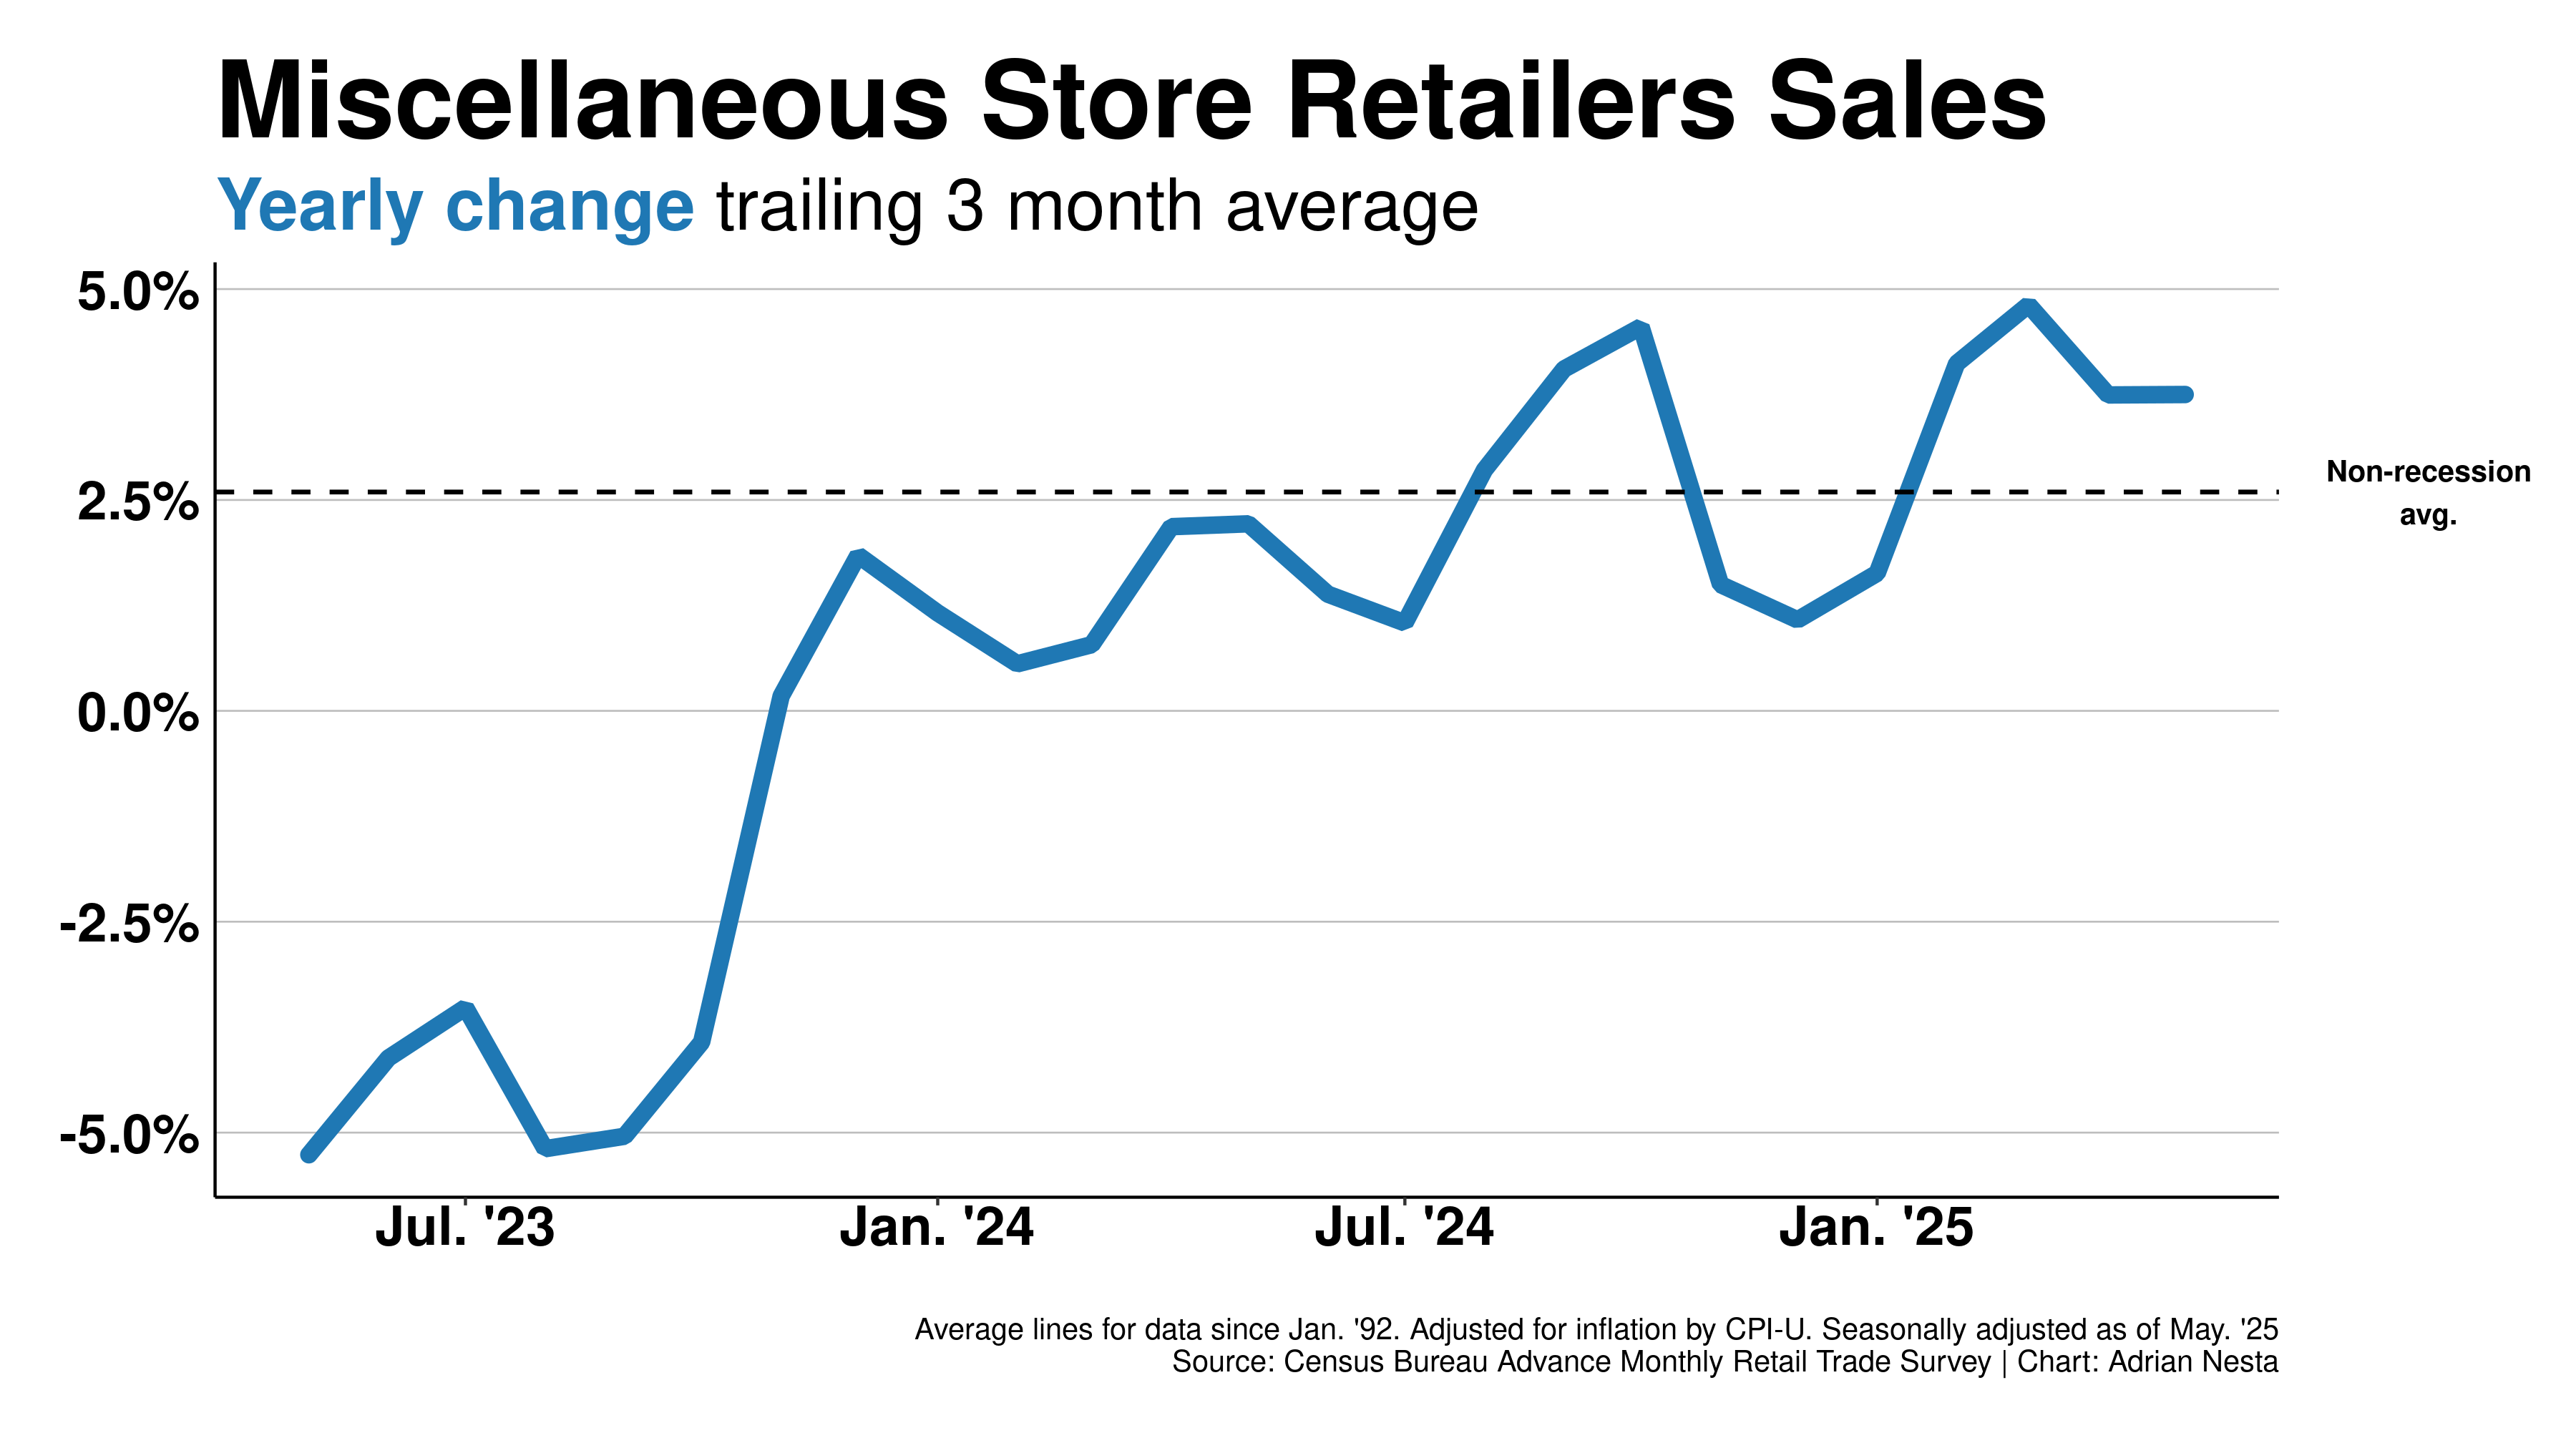 Miscellaneous Store Retailers Sales
Yearly change trailing 3 month average
5.0%
2.5%
0.0%
-2.5%
-5.0%
Non-recession
avg.
Jul. '23
Jan. '24
Jul. '24
Jan. '25
Average lines for data since Jan. '92. Adjusted for inflation by CPI-U. Seasonally adjusted as of May. '25
Source: Census Bureau Advance Monthly Retail Trade Survey | Chart: Adrian Nesta